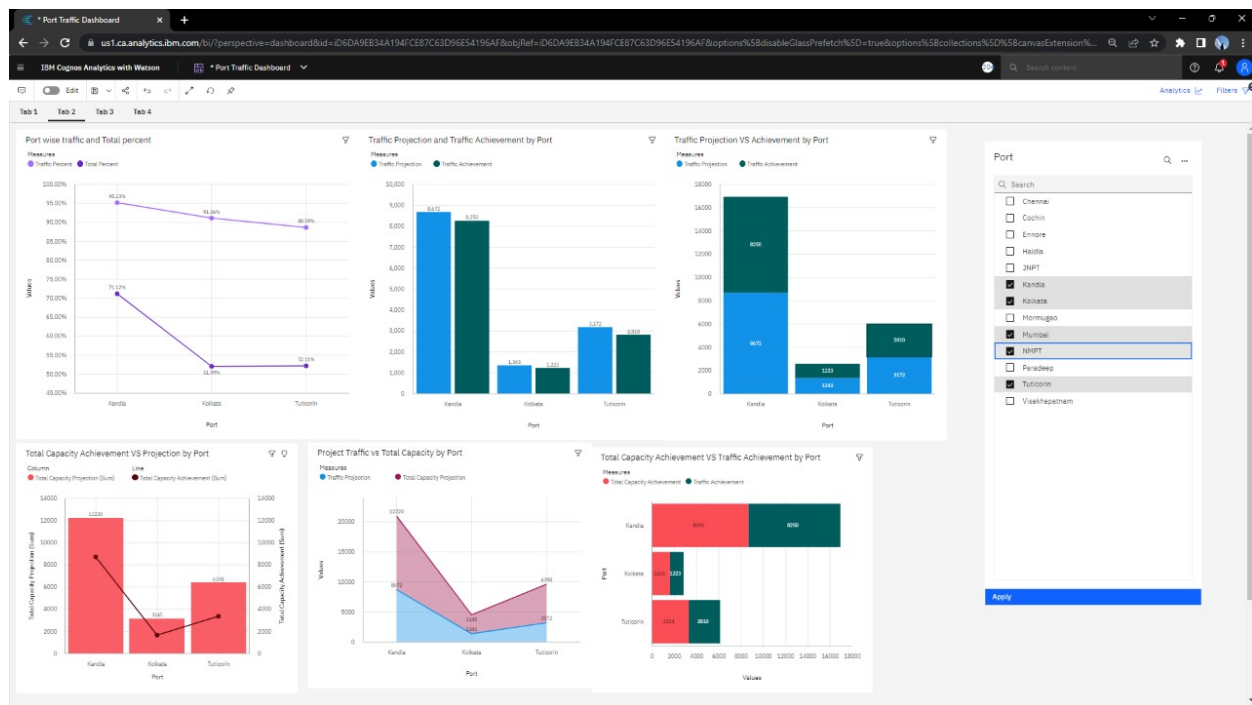 * Port Traffic Dashboard
us1.ca.analytics.ibm.com/bi/?perspective=dashboard&id=iD6DA9EB34A194FCE87C63D96E54196AF&objRef=iD6DA9EB34A194FCE87C63D96E54196AF&options%5BdisableGlassPrefetch%5D=true&options%5Bcollections%5D%5BcanvasExtension%...
IBM Cognos Analytics with Watson
* Port Traffic Dashboard
Search content
Edit
Analytics
Filters
Tab 1 Tab 2 Tab 3 Tab 4
Port wise traffic and Total percent
Measures
Traffic Percent Total Percent
100.00%
95.00%
90.00%
85.00%
80.00%
75.00%
70.00%
65.00%
60.00%
55.00%
50.00%
45.00%
Values
95.13%
91.06%
88.59%
71.12%
51.99%
52.11%
Kandla Kolkata Tuticorin
Port
Traffic Projection and Traffic Achievement by Port
Measures
Traffic Projection Traffic Achievement
10,000
9,000
8,000
7,000
6,000
5,000
4,000
3,000
2,000
1,000
0
Values
8,672 8,250
1,343 1,223
3,172 2,810
Kandla Kolkata Tuticorin
Port
Traffic Projection VS Achievement by Port
Measures
Traffic Projection Traffic Achievement
18000
16000
14000
12000
10000
8000
6000
4000
2000
0
Values
8250
8672
1223
1343
2810
3172
Kandla Kolkata Tuticorin
Port
Port
Search
Chennai
Cochin
Ennore
Haldia
JNPT
Kandla
Kolkata
Mormugao
Mumbai
NMPT
Paradeep
Tuticorin
Visakhapatnam
Apply
Total Capacity Achievement VS Projection by Port
Column Line
Total Capacity Projection (Sum) Total Capacity Achievement (Sum)
14000
12000
10000
8000
6000
4000
2000
0
Total Capacity Projection (Sum)
12220
3145
6390
14000
12000
10000
8000
6000
4000
2000
0
Total Capacity Achievement (Sum)
Kandla Kolkata Tuticorin
Port
Project Traffic vs Total Capacity by Port
Measures
Traffic Projection Total Capacity Projection
20000
15000
10000
5000
0
Values
12220
8672
3145
1343
6390
3172
Kandla Kolkata Tuticorin
Port
Total Capacity Achievement VS Traffic Achievement by Port
Measures
Total Capacity Achievement Traffic Achievement
Port
Kandla 8250
Kolkata 1223
Tuticorin 2810
0 2000 4000 6000 8000 10000 12000 14000 16000 18000
Values